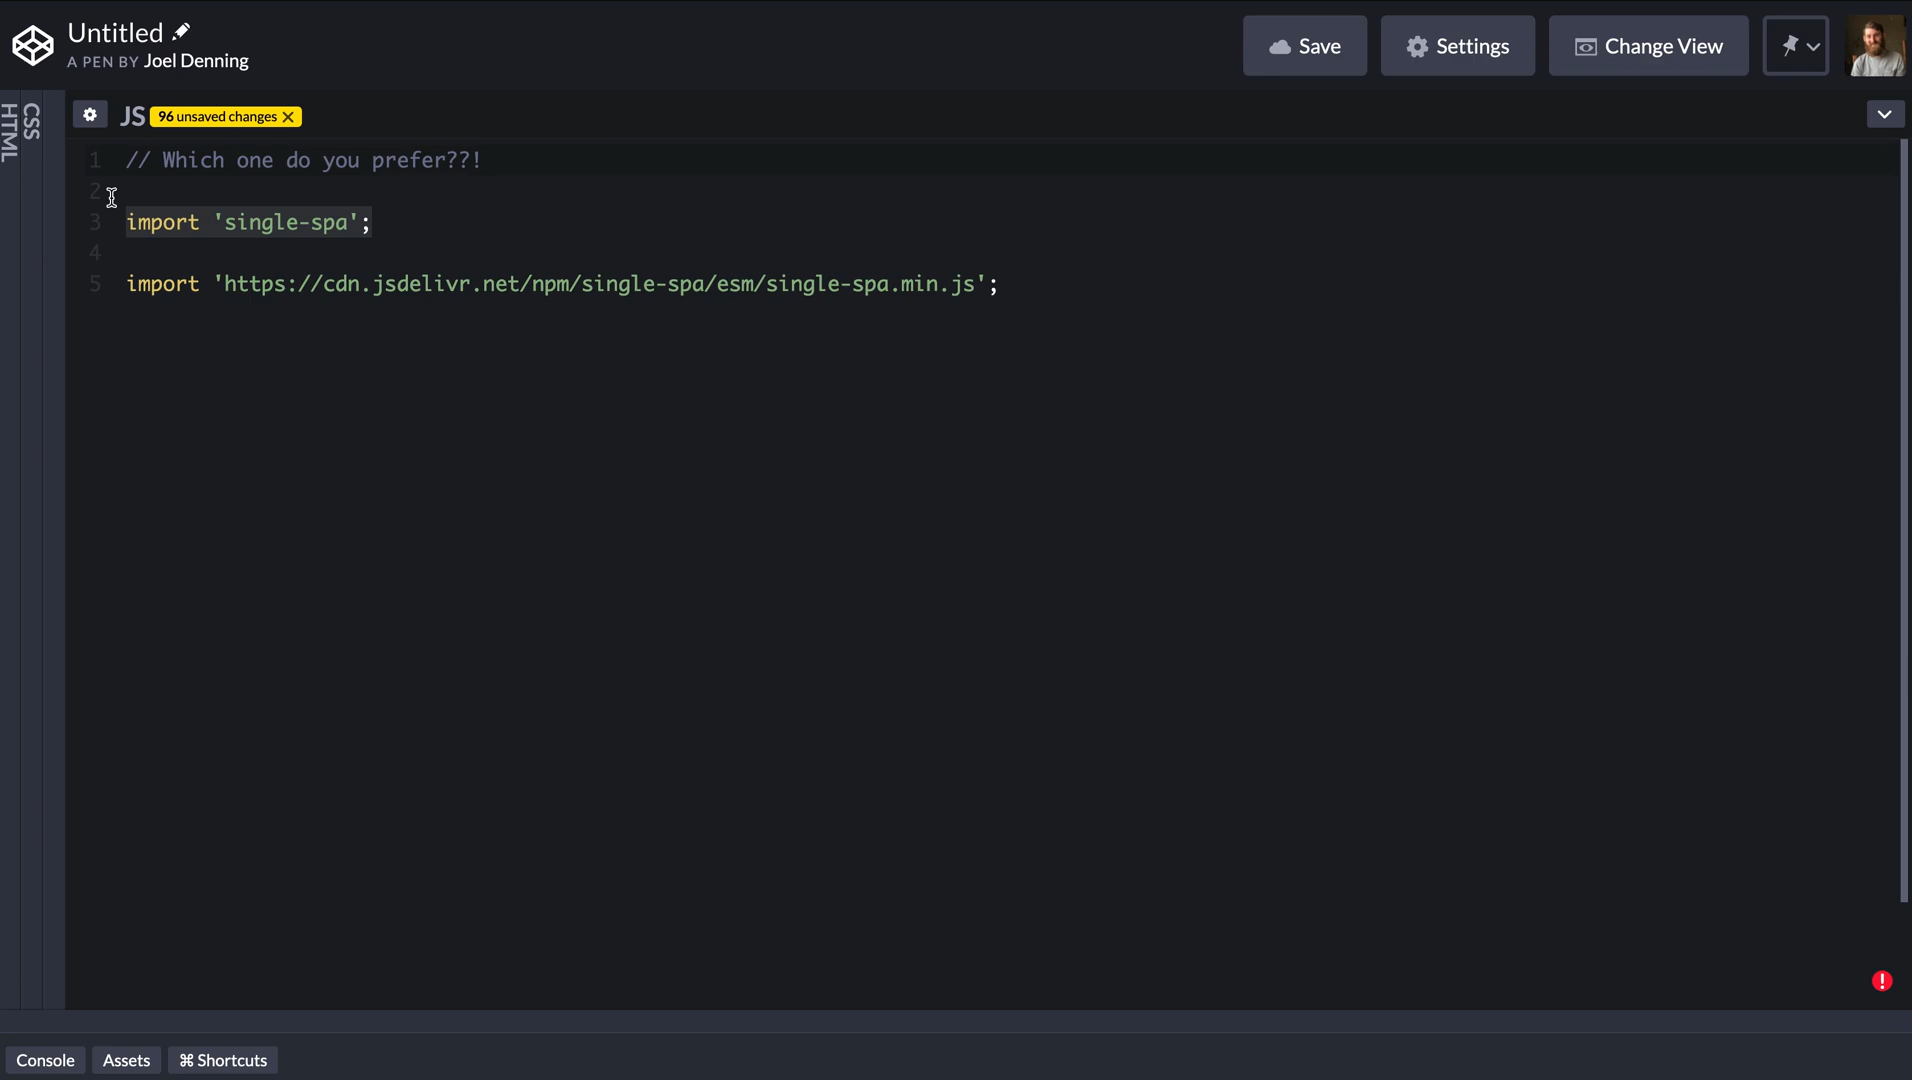 Untitled
A PEN BY Joel Denning
Save
Settings
Change View
HTML
CSS
JS
96 unsaved changes
1 // Which one do you prefer??!
2
3 import 'single-spa';
4
5 import 'https://cdn.jsdelivr.net/npm/single-spa/esm/single-spa.min.js';
Console
Assets
⌘ Shortcuts